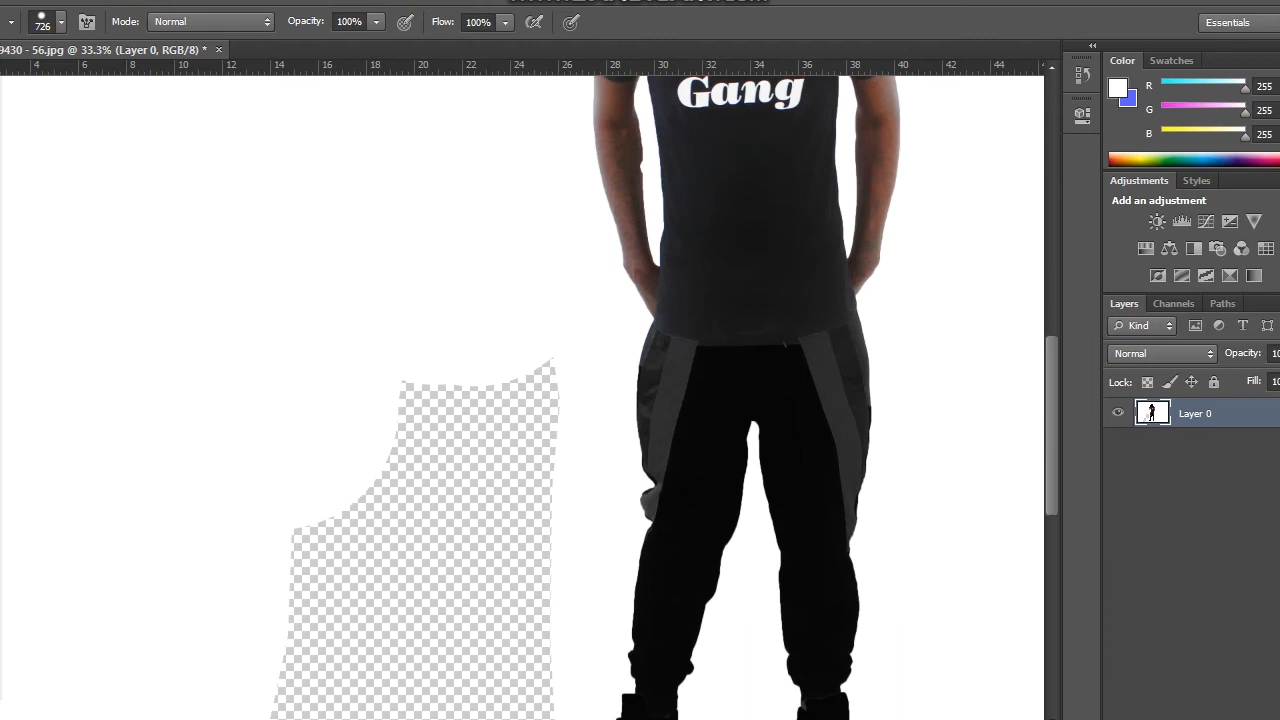 726 Mode: Normal Opacity: 100% Flow: 100% Essentials
9430 - 56.jpg @ 33.3% (Layer 0, RGB/8) * ×
4 6 8 10 12 14 16 18 20 22 24 26 28 30 32 34 36 38 40 42 44
Color Swatches
R 255
G 255
B 255
Gang
Adjustments Styles
Add an adjustment
Layers Channels Paths
Kind
Normal Opacity: 10
Lock: Fill: 10
Layer 0